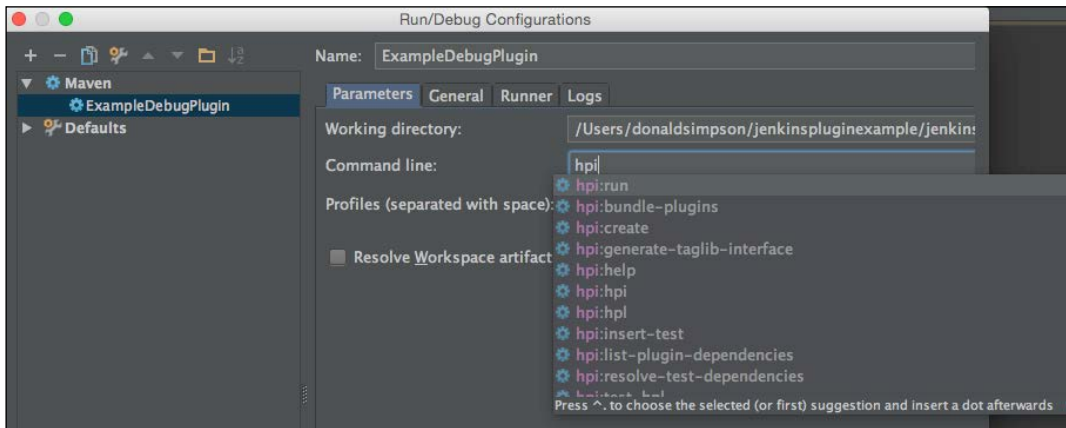 Run/Debug Configurations
Name: ExampleDebugPlugin
Maven
ExampleDebugPlugin
Defaults
Parameters General Runner Logs
Working directory: /Users/donaldsimpson/jenkinspluginexample/jenkins
Command line: hpi
Profiles (separated with space):
Resolve Workspace artifact
hpi:run
hpi:bundle-plugins
hpi:create
hpi:generate-taglib-interface
hpi:help
hpi:hpi
hpi:hpl
hpi:insert-test
hpi:list-plugin-dependencies
hpi:resolve-test-dependencies
Press ^. to choose the selected (or first) suggestion and insert a dot afterwards